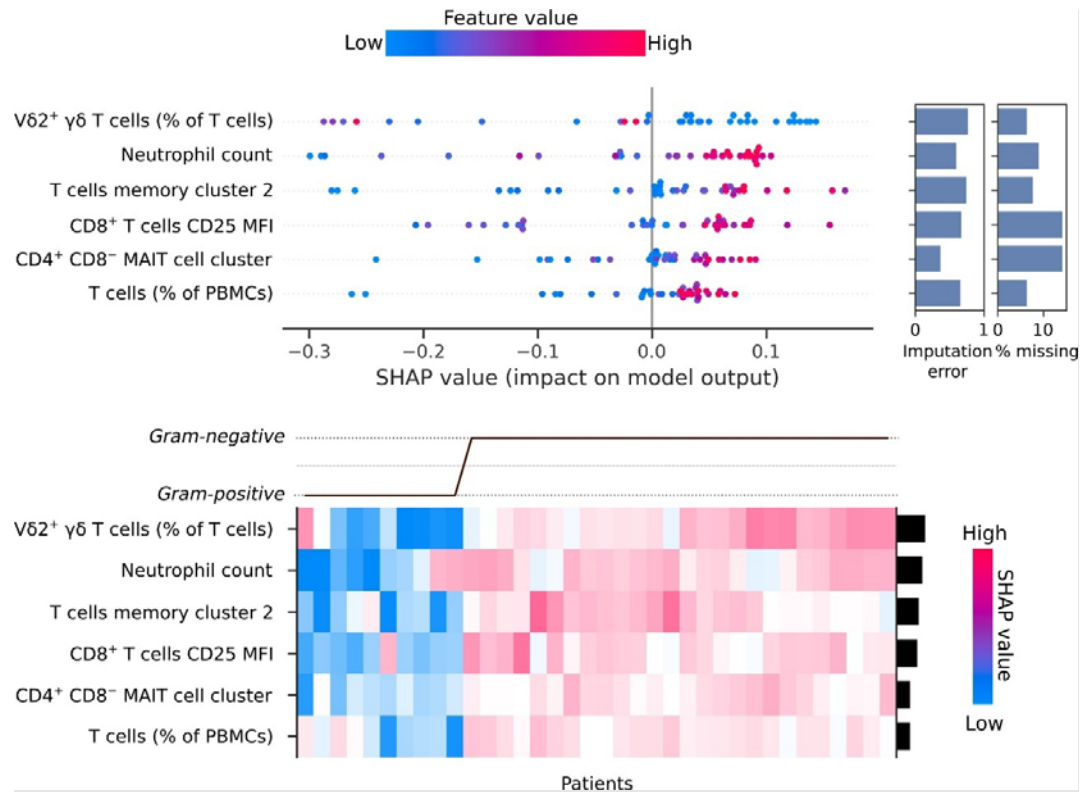 Feature value
Low High
Vδ2⁺ γδ T cells (% of T cells)
Neutrophil count
T cells memory cluster 2
CD8⁺ T cells CD25 MFI
CD4⁺ CD8⁻ MAIT cell cluster
T cells (% of PBMCs)
−0.3 −0.2 −0.1 0.0 0.1
SHAP value (impact on model output)
0 1 0 10
Imputation error
% missing
Gram-negative
Gram-positive
Vδ2⁺ γδ T cells (% of T cells)
Neutrophil count
T cells memory cluster 2
CD8⁺ T cells CD25 MFI
CD4⁺ CD8⁻ MAIT cell cluster
T cells (% of PBMCs)
Patients
High
SHAP value
Low